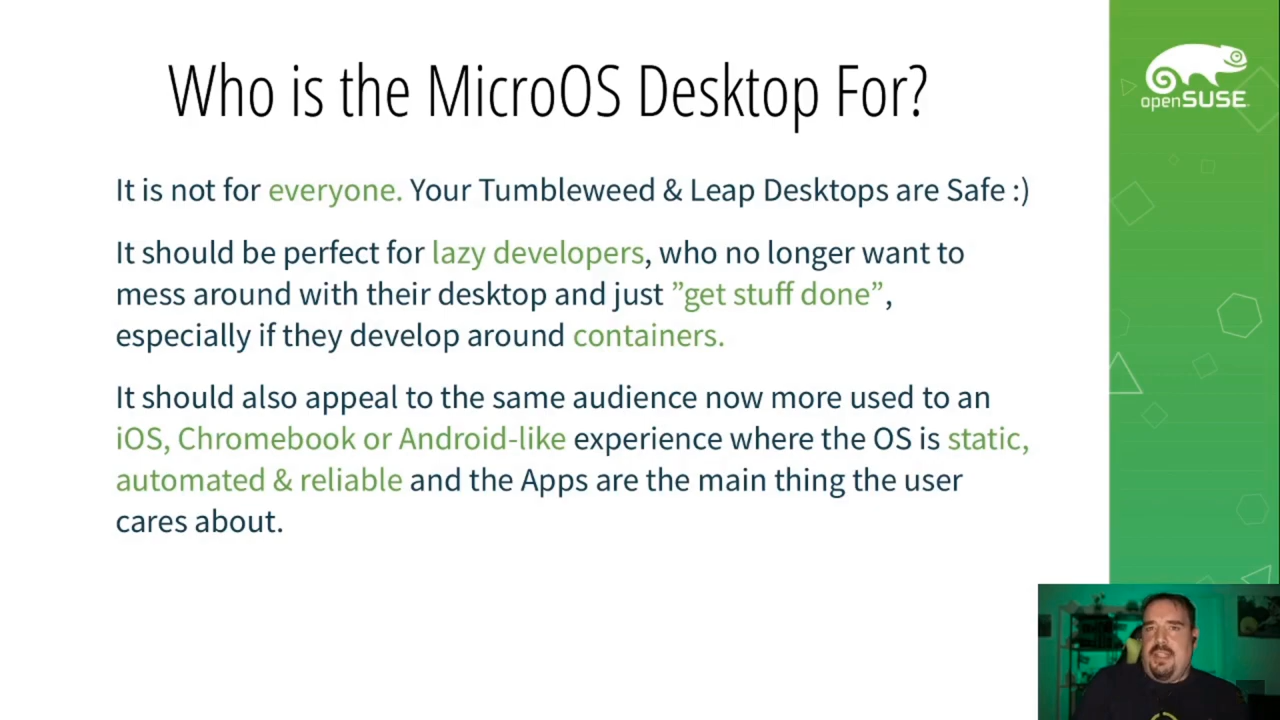 Who is the MicroOS Desktop For?
openSUSE
It is not for everyone. Your Tumbleweed & Leap Desktops are Safe :)
It should be perfect for lazy developers, who no longer want to
mess around with their desktop and just ”get stuff done”,
especially if they develop around containers.
It should also appeal to the same audience now more used to an
iOS, Chromebook or Android-like experience where the OS is static,
automated & reliable and the Apps are the main thing the user
cares about.